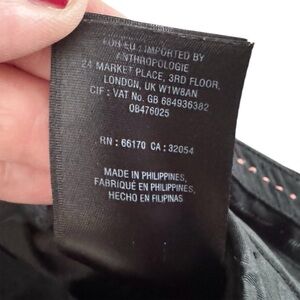 FOR EU : IMPORTED BY
ANTHROPOLOGIE
24 MARKET PLACE, 3RD FLOOR,
LONDON, UK W1W8AN
CIF : VAT No. GB 684936382
0B476025
RN : 66170 CA : 32054
MADE IN PHILIPPINES,
FABRIQUÉ EN PHILIPPINES,
HECHO EN FILIPINAS